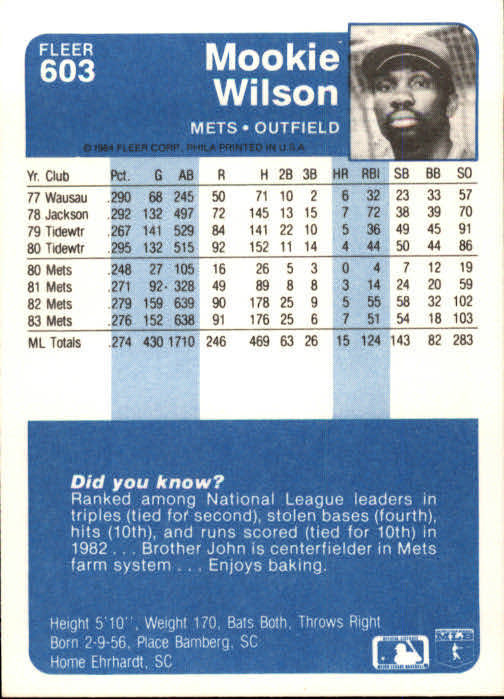 FLEER
603
Mookie
Wilson
METS • OUTFIELD
© 1984 FLEER CORP., PHILA PRINTED IN U.S.A.
Yr. Club Pct. G AB R H 2B 3B HR RBI SB BB SO
77 Wausau .290 68 245 50 71 10 2 6 32 23 33 57
78 Jackson .292 132 497 72 145 13 15 7 72 38 39 70
79 Tidewtr .267 141 529 84 141 22 10 5 36 49 45 91
80 Tidewtr .295 132 515 92 152 11 14 4 44 50 44 86
80 Mets .248 27 105 16 26 5 3 0 4 7 12 19
81 Mets .271 92 328 49 89 8 8 3 14 24 20 59
82 Mets .279 159 639 90 178 25 9 5 55 58 32 102
83 Mets .276 152 638 91 176 25 6 7 51 54 18 103
ML Totals .274 430 1710 246 469 63 26 15 124 143 82 283
Did you know?
Ranked among National League leaders in
triples (tied for second), stolen bases (fourth),
hits (10th), and runs scored (tied for 10th) in
1982 . . . Brother John is centerfielder in Mets
farm system . . . Enjoys baking.
Height 5'10'', Weight 170, Bats Both, Throws Right
Born 2-9-56, Place Bamberg, SC
Home Ehrhardt, SC